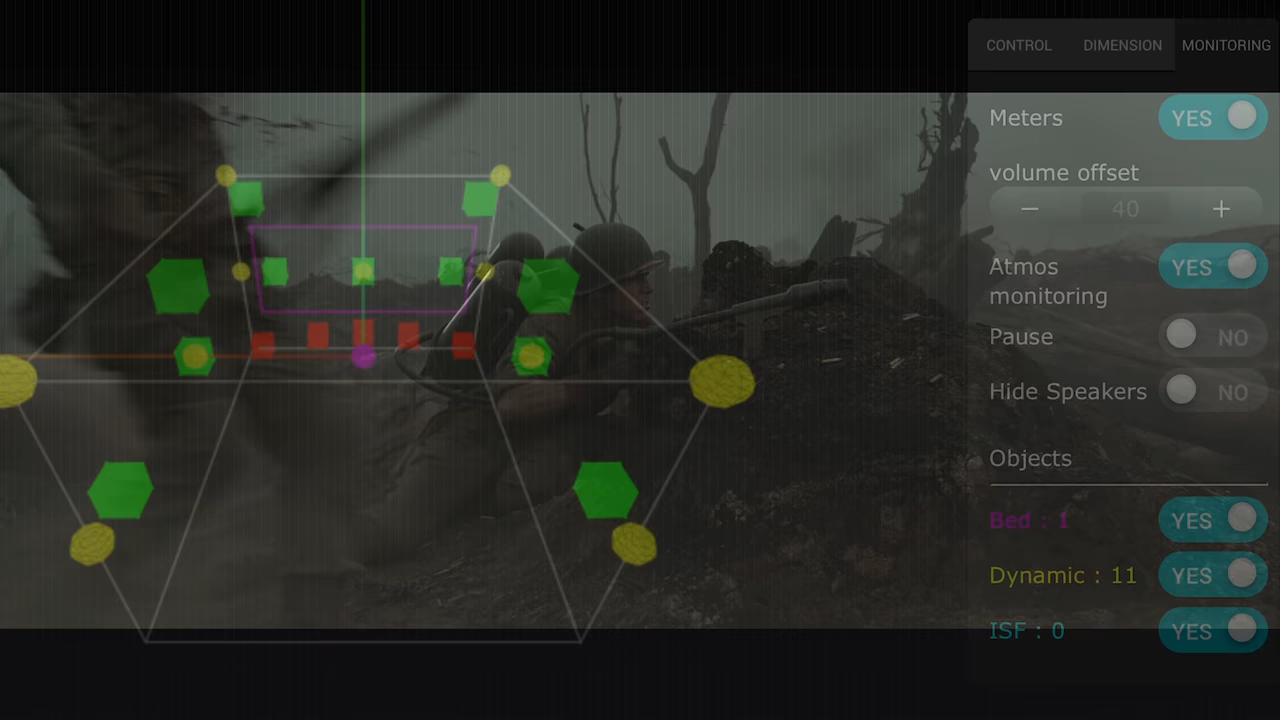 CONTROL DIMENSION MONITORING
Meters YES
volume offset
− 40 +
Atmos YES
monitoring
Pause NO
Hide Speakers NO
Objects
Bed : 1 YES
Dynamic : 11 YES
ISF : 0 YES